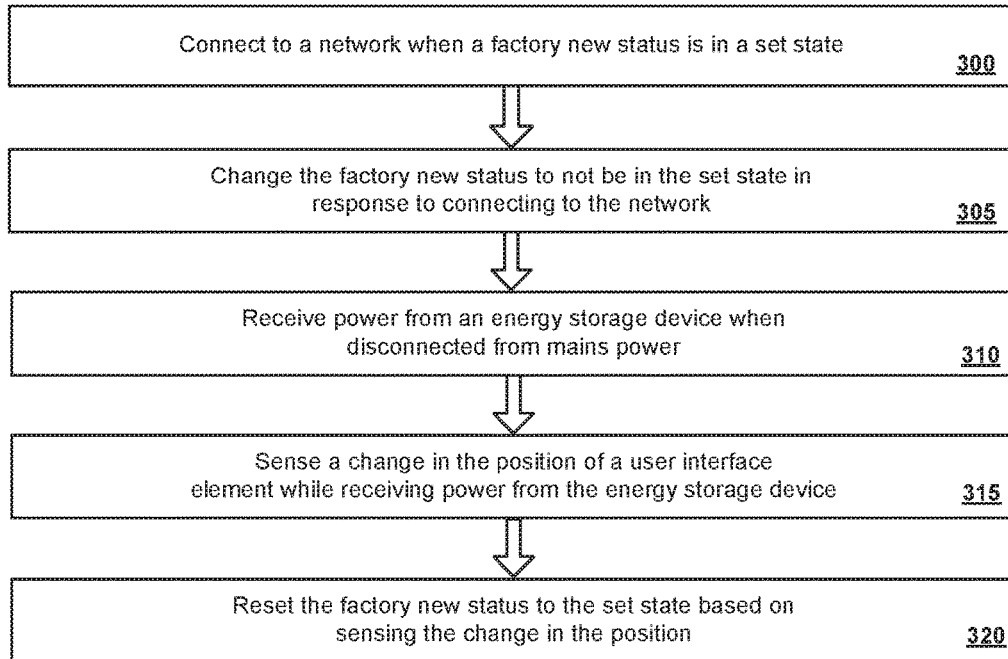 Connect to a network when a factory new status is in a set state
300
Change the factory new status to not be in the set state in
response to connecting to the network
305
Receive power from an energy storage device when
disconnected from mains power
310
Sense a change in the position of a user interface
element while receiving power from the energy storage device
315
Reset the factory new status to the set state based on
sensing the change in the position
320